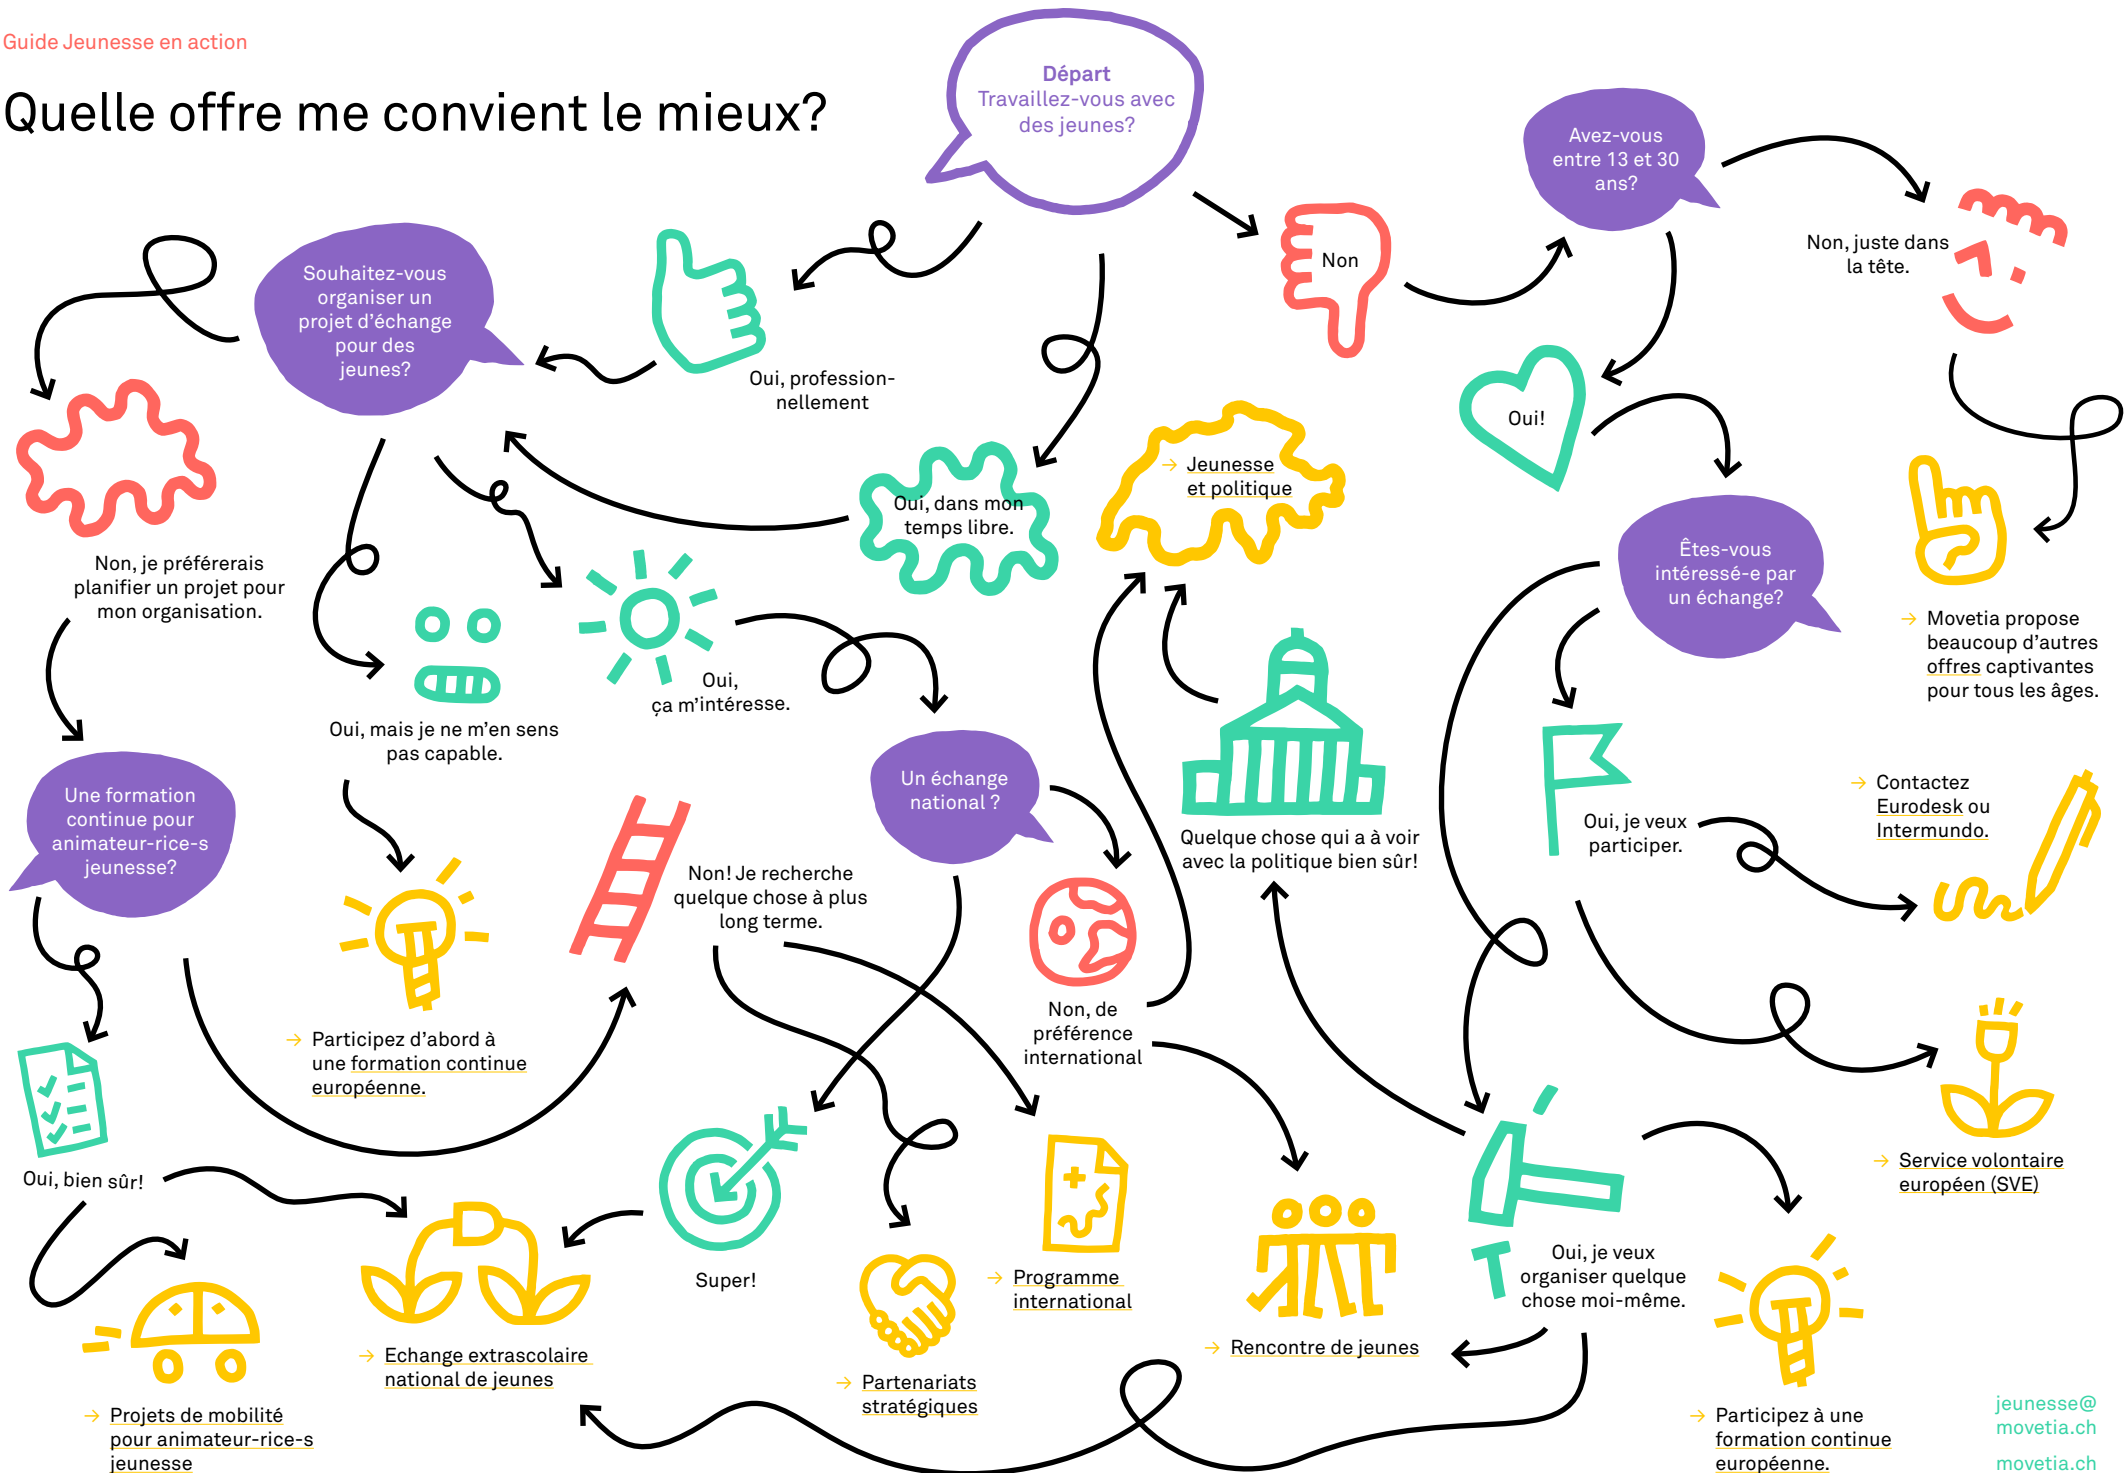 Guide Jeunesse en action
Quelle offre me convient le mieux?
Départ
Travaillez-vous avec
des jeunes?
Avez-vous
entre 13 et 30
ans?
Non
Non, juste dans
la tête.
Souhaitez-vous
organiser un
projet d'échange
pour des
jeunes?
Oui, profession-
nellement
Oui!
→ Jeunesse
et politique
Oui, dans mon
temps libre.
Non, je préférerais
planifier un projet pour
mon organisation.
Êtes-vous
intéressé-e par
un échange?
→ Movetia propose
beaucoup d'autres
offres captivantes
pour tous les âges.
Oui,
ça m'intéresse.
Oui, mais je ne m'en sens
pas capable.
Une formation
continue pour
animateur-rice-s
jeunesse?
Un échange
national ?
→ Contactez
Eurodesk ou
Intermundo.
Oui, je veux
participer.
Quelque chose qui a à voir
avec la politique bien sûr!
Non! Je recherche
quelque chose à plus
long terme.
Non, de
préférence
international
→ Participez d'abord à
une formation continue
européenne.
Oui, bien sûr!
→ Service volontaire
européen (SVE)
Super!
→ Programme
international
Oui, je veux
organiser quelque
chose moi-même.
→ Rencontre de jeunes
→ Echange extrascolaire
national de jeunes
→ Partenariats
stratégiques
→ Projets de mobilité
pour animateur-rice-s
jeunesse
→ Participez à une
formation continue
européenne.
jeunesse@
movetia.ch
movetia.ch